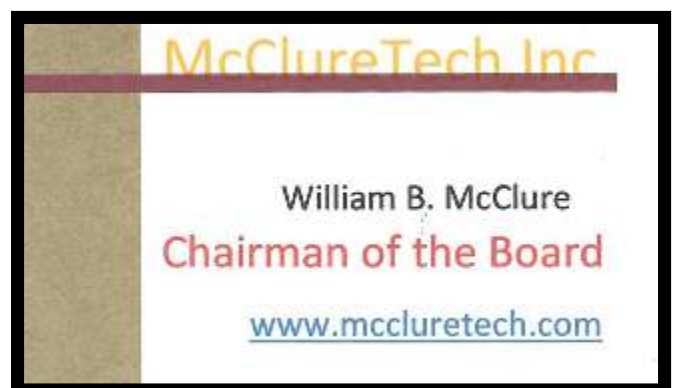 McClureTech,Inc
William B. McClure
Chairman of the Board
www.mccluretech.com